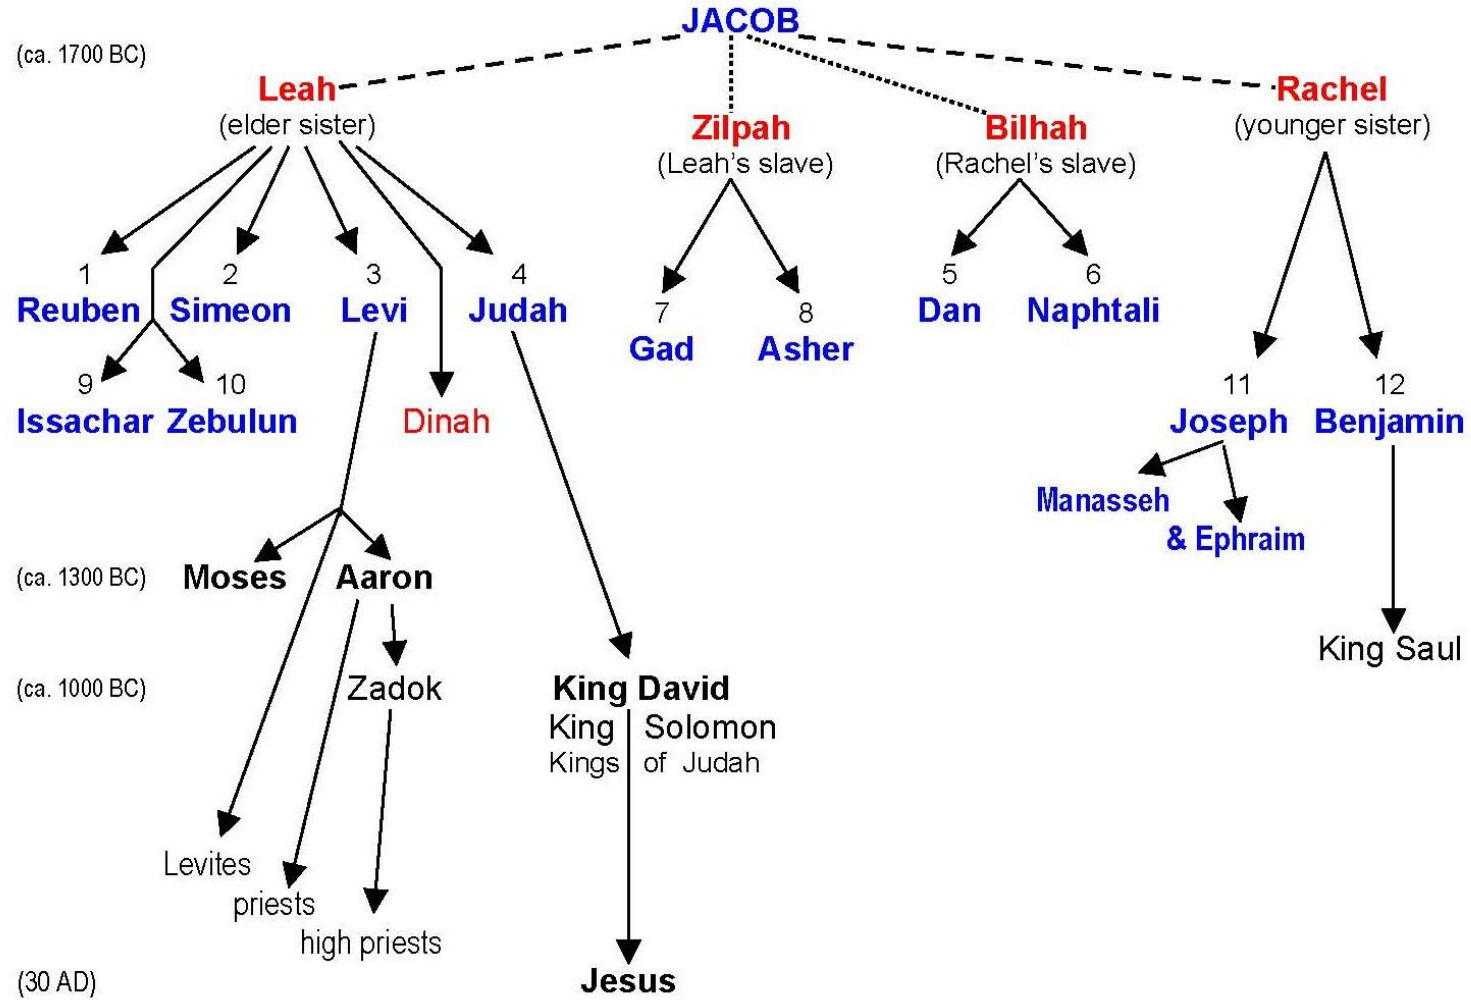 JACOB
(ca. 1700 BC)
Leah
(elder sister)
Zilpah
(Leah's slave)
Bilhah
(Rachel's slave)
Rachel
(younger sister)
1
Reuben
2
Simeon
3
Levi
4
Judah
7
Gad
8
Asher
5
Dan
6
Naphtali
9
Issachar
10
Zebulun
Dinah
11
Joseph
12
Benjamin
Manasseh
& Ephraim
(ca. 1300 BC)
Moses
Aaron
King Saul
(ca. 1000 BC)
Zadok
King David
King Solomon
Kings of Judah
Levites
priests
high priests
(30 AD)
Jesus